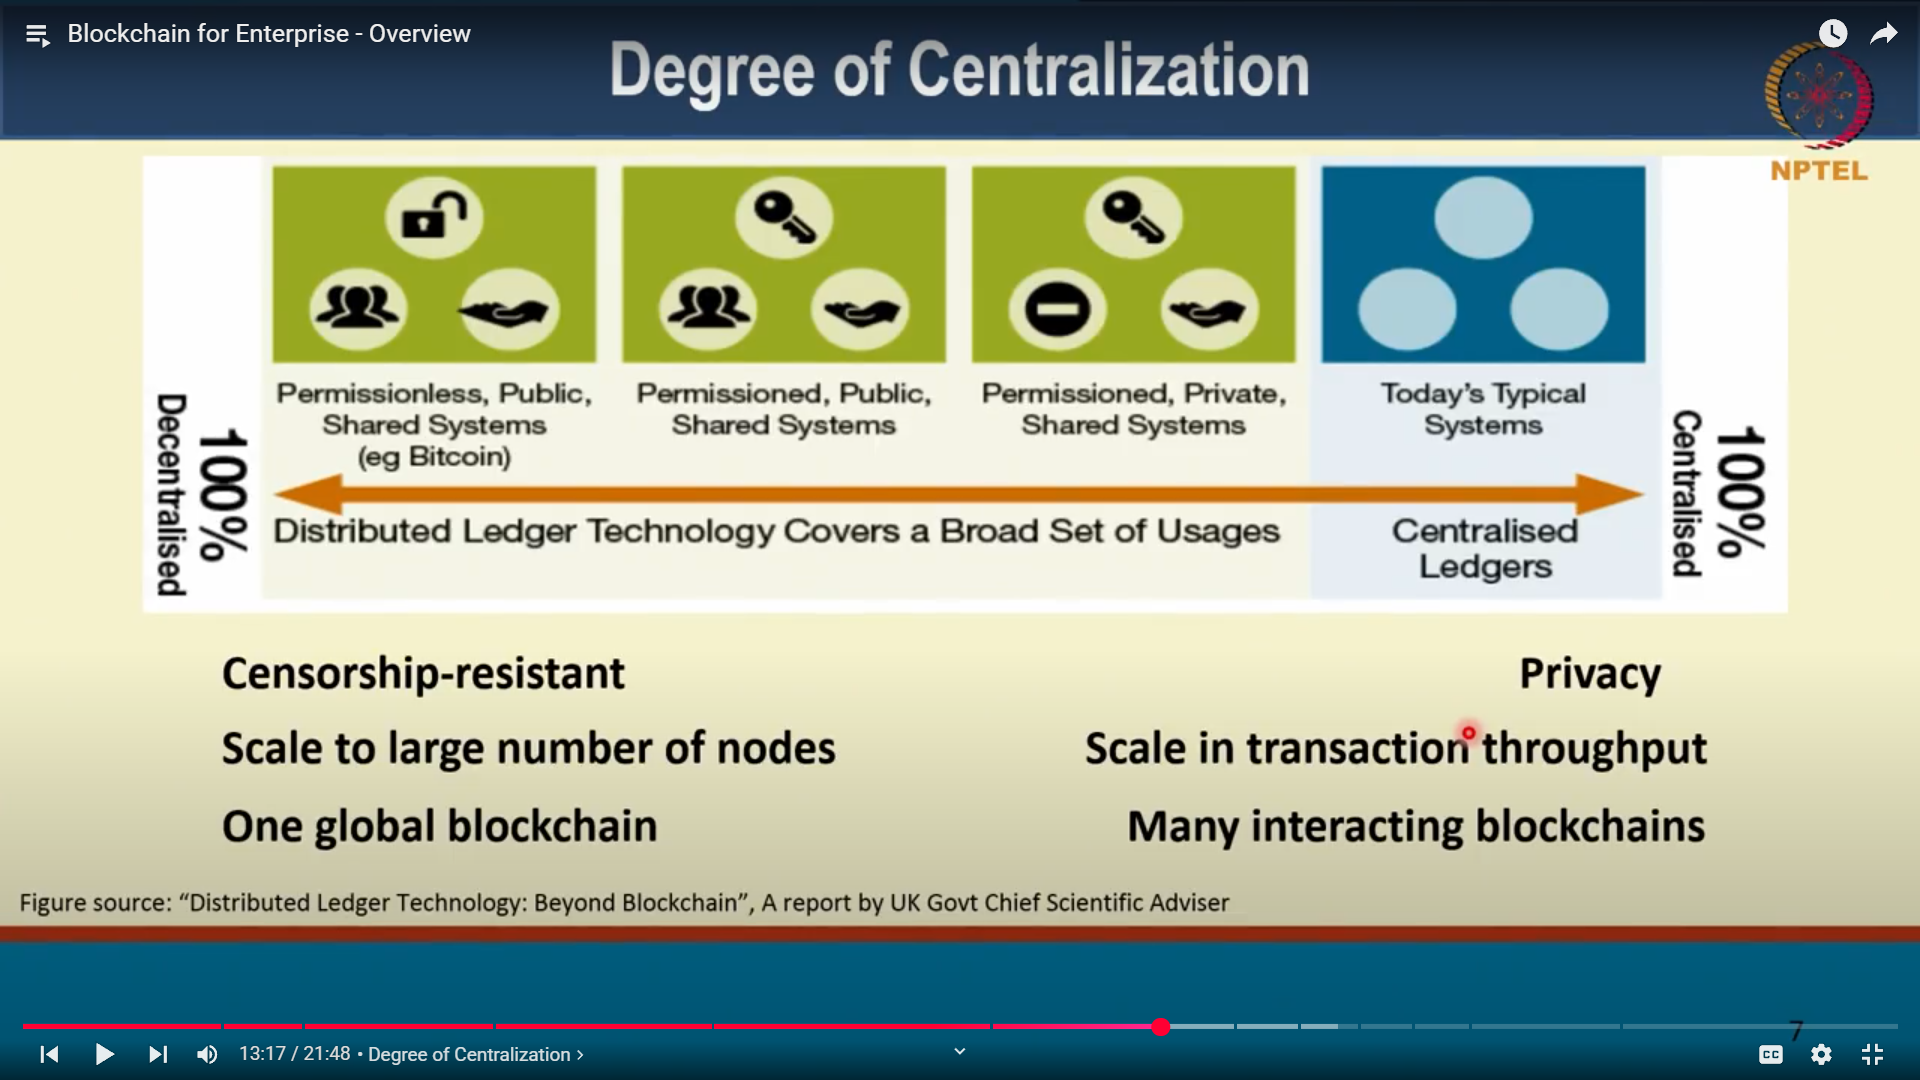 Blockchain for Enterprise - Overview
Degree of Centralization
NPTEL
100%
Decentralised
Permissionless, Public,
Shared Systems
(eg Bitcoin)
Permissioned, Public,
Shared Systems
Permissioned, Private,
Shared Systems
Today's Typical
Systems
100%
Centralised
Distributed Ledger Technology Covers a Broad Set of Usages
Centralised
Ledgers
Censorship-resistant
Privacy
Scale to large number of nodes
Scale in transaction throughput
One global blockchain
Many interacting blockchains
Figure source: “Distributed Ledger Technology: Beyond Blockchain”, A report by UK Govt Chief Scientific Adviser
7
13:17 / 21:48 • Degree of Centralization ›
CC